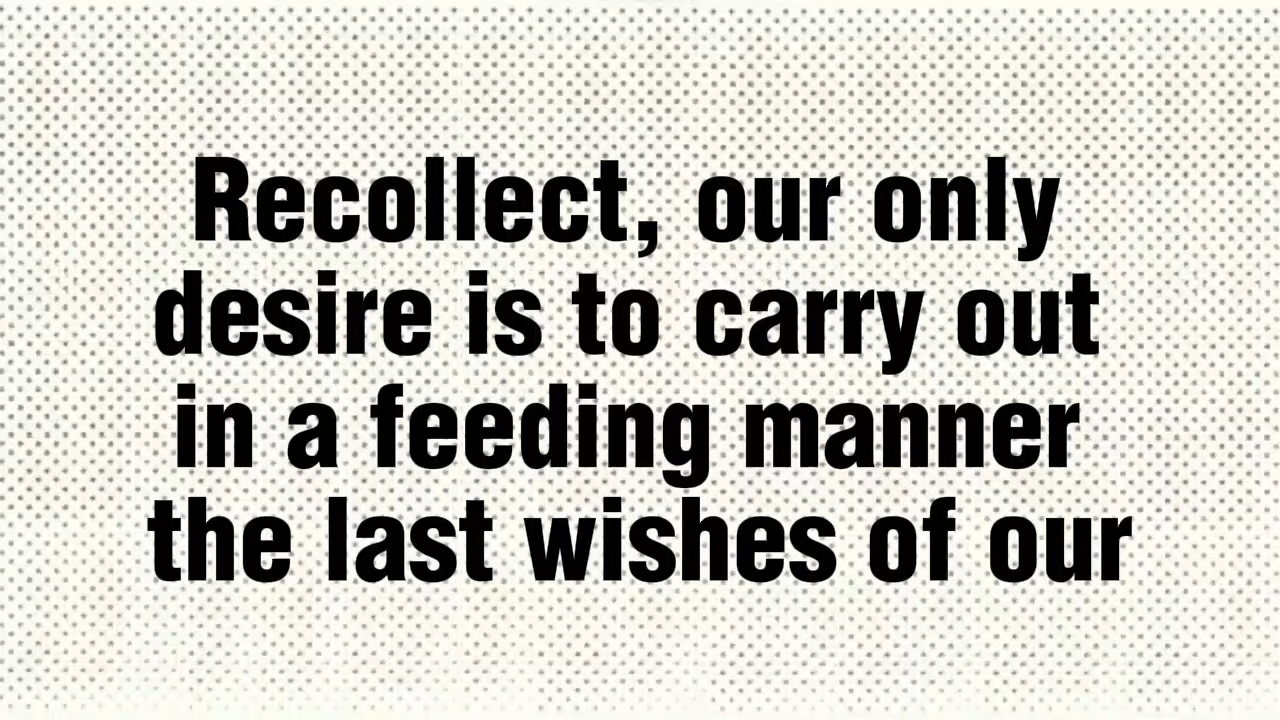 Recollect, our only
desire is to carry out
in a feeding manner
the last wishes of our